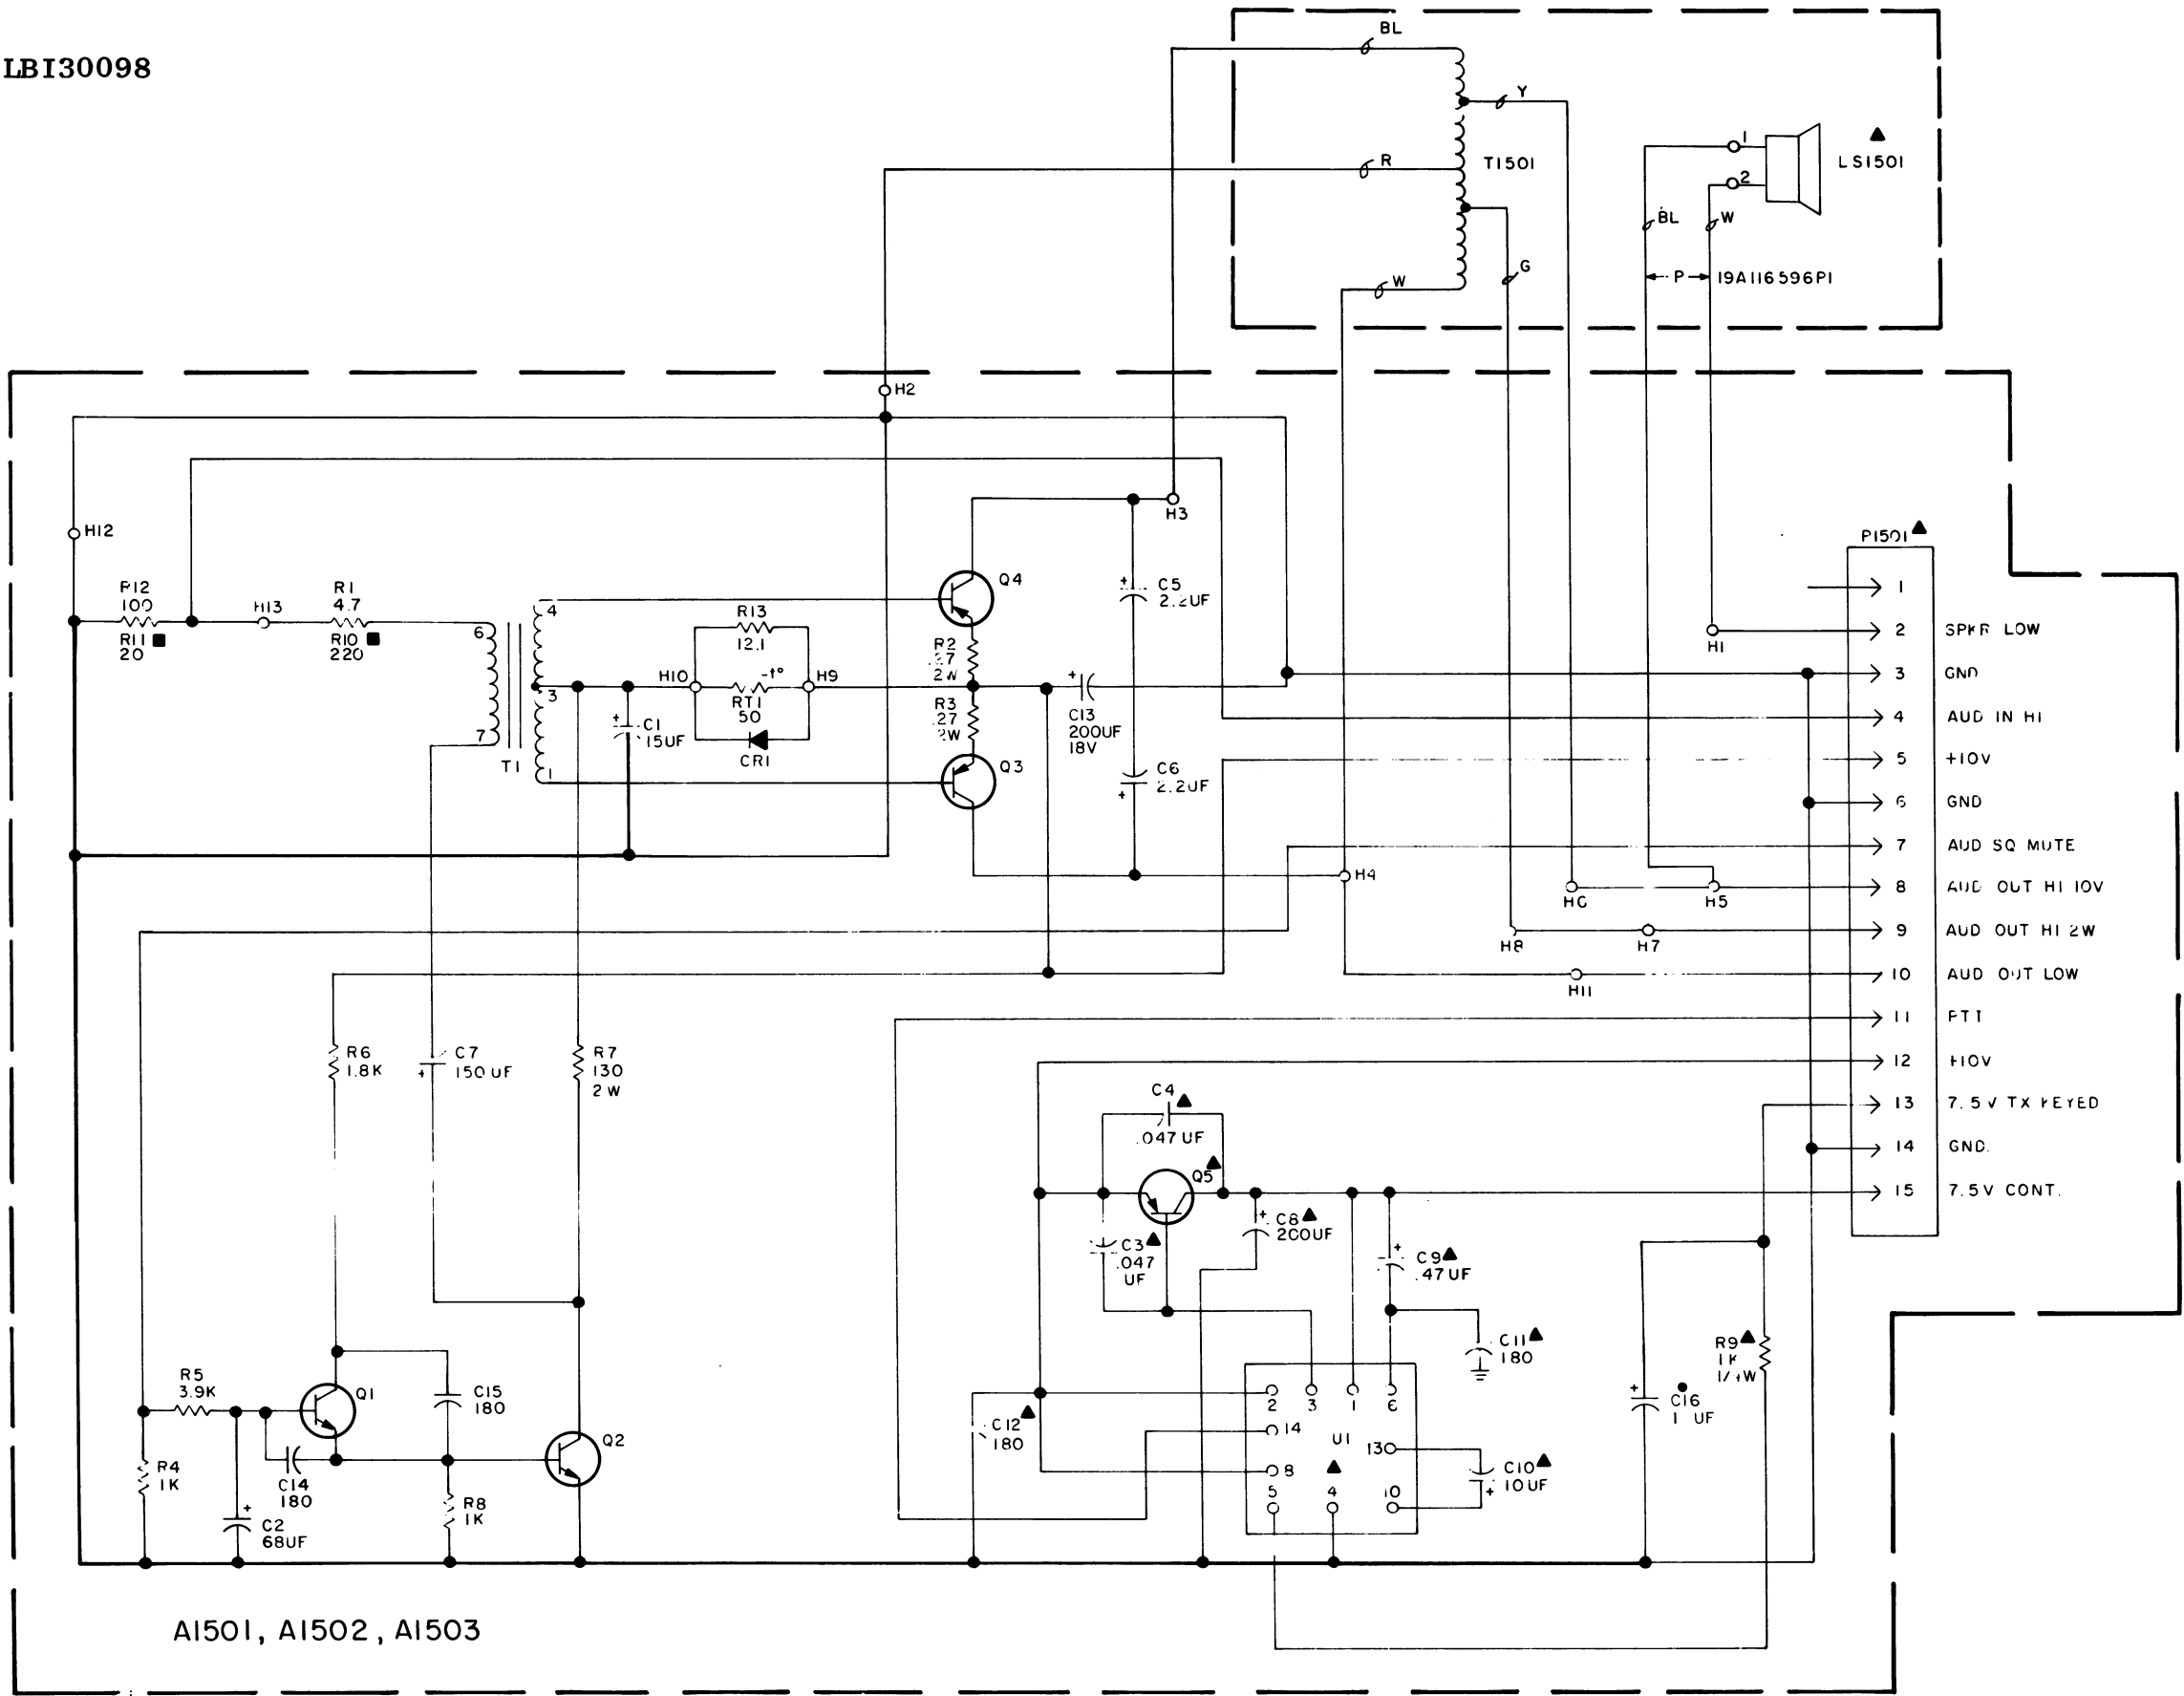 LBI30098
BL
Y
R
T1501
W
G
1
2
LS1501
BL
W
P
19A116596P1
H2
H12
H3
P12
100
R11
20
H13
R1
4.7
R10
220
6
7
T1
4
3
1
C1
15UF
H10
R13
12.1
-t°
RT1
50
CR1
H9
Q4
R2
2W
R3
27
2W
Q3
C13
200UF
18V
C5
2.2UF
C6
2.2UF
H4
H6
H5
H8
H7
H11
H1
P1501
1
2 SPKR LOW
3 GND
4 AUD IN HI
5 +10V
6 GND
7 AUD SQ MUTE
8 AUD OUT HI 10V
9 AUD OUT HI 2W
10 AUD OUT LOW
11 PTT
12 +10V
13 7.5V TX KEYED
14 GND.
15 7.5V CONT.
R6
1.8K
C7
150UF
R7
130
2W
C4
.047UF
Q5
C3
.047
UF
C8
200UF
C9
.47UF
C11
180
R5
3.9K
Q1
C15
180
Q2
R4
1K
C14
180
C2
68UF
R8
1K
C12
180
2
3
1
6
14
U1
13
8
5
4
10
C10
10UF
R9
1K
C16
1 UF
A1501, A1502, A1503